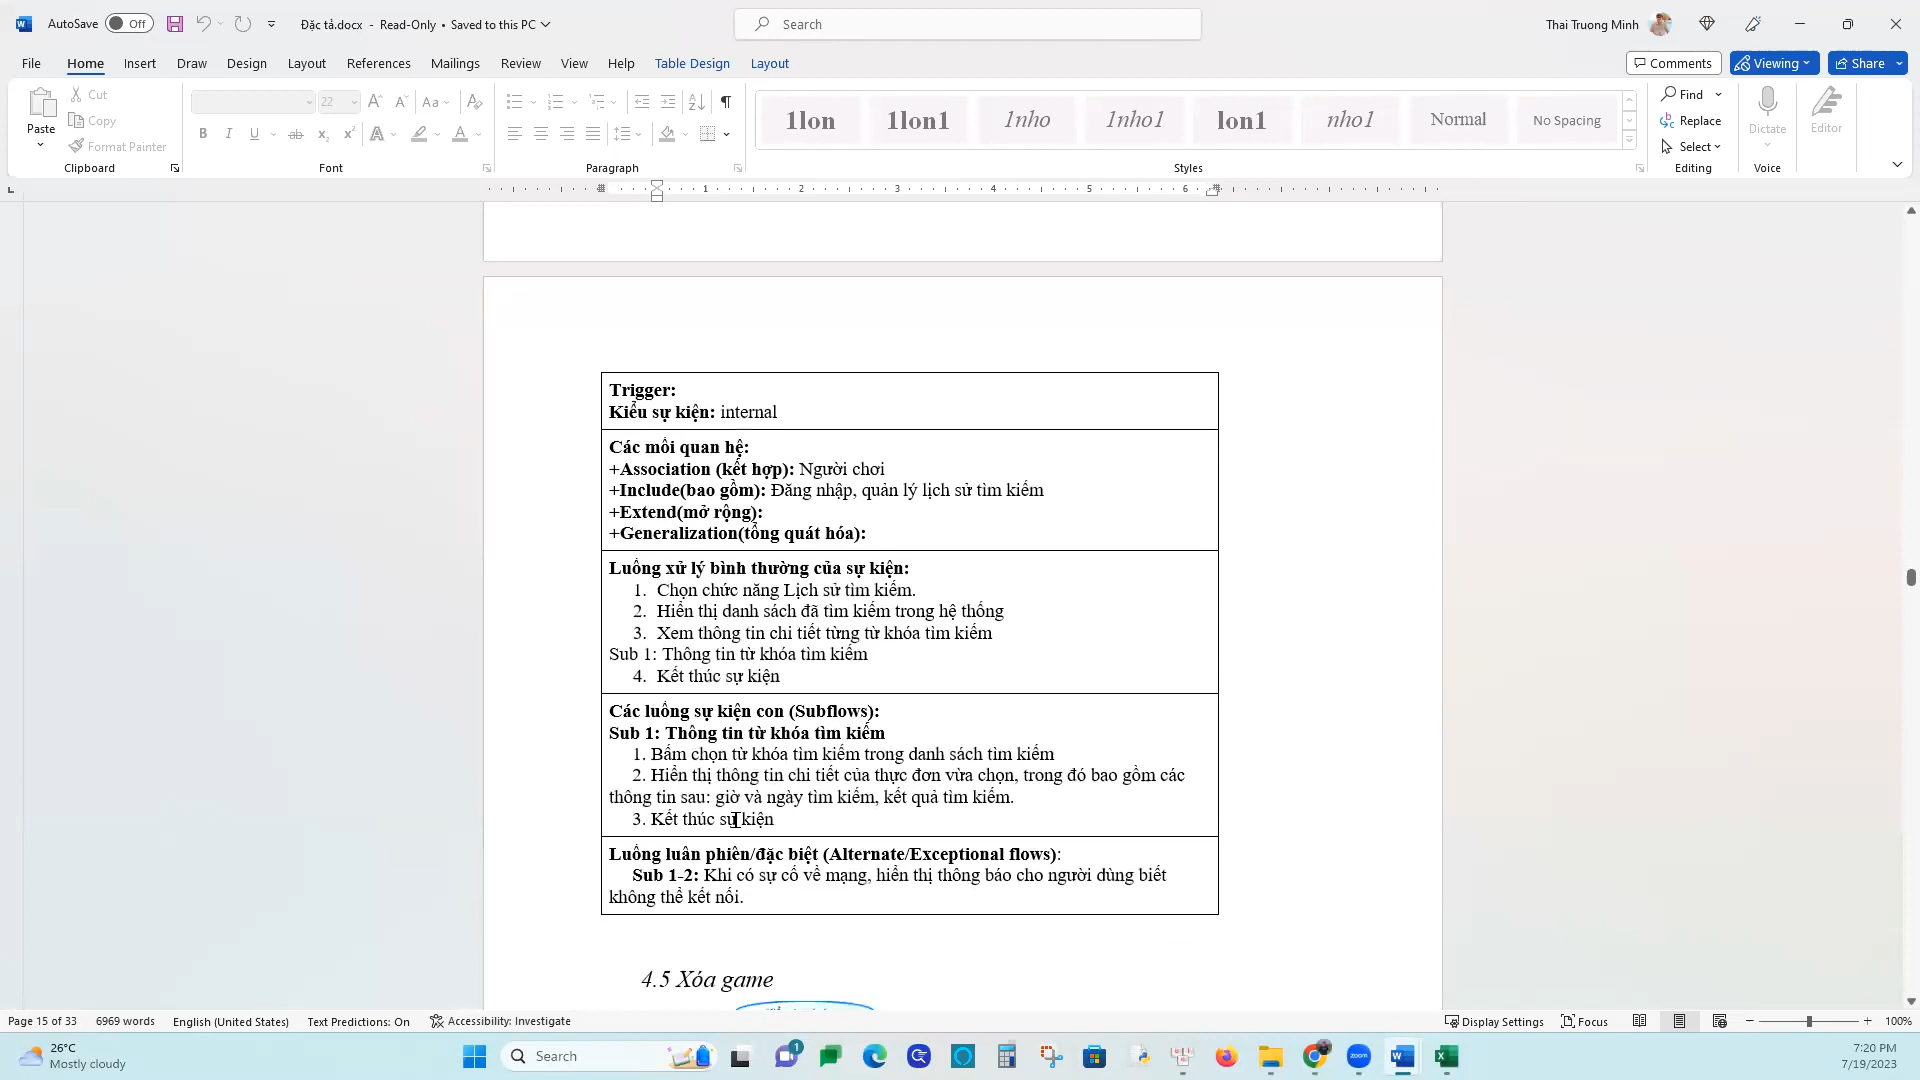 AutoSave Off Đặc tả.docx - Read-Only • Saved to this PC Search Thai Truong Minh
File Home Insert Draw Design Layout References Mailings Review View Help Table Design Layout Comments Viewing Share
Paste Cut Copy Format Painter
22 Aa
B I U ab x₂ x² A A
1lon 1lon1 1nho 1nho1 lon1 nho1 Normal No Spacing
Find Replace Select Dictate Editor
Clipboard Font Paragraph Styles Editing Voice
1 2 3 4 5 6
Trigger:
Kiểu sự kiện: internal
Các mối quan hệ:
+Association (kết hợp): Người chơi
+Include(bao gồm): Đăng nhập, quản lý lịch sử tìm kiếm
+Extend(mở rộng):
+Generalization(tổng quát hóa):
Luồng xử lý bình thường của sự kiện:
1. Chọn chức năng Lịch sử tìm kiếm.
2. Hiển thị danh sách đã tìm kiếm trong hệ thống
3. Xem thông tin chi tiết từng từ khóa tìm kiếm
Sub 1: Thông tin từ khóa tìm kiếm
4. Kết thúc sự kiện
Các luồng sự kiện con (Subflows):
Sub 1: Thông tin từ khóa tìm kiếm
1. Bấm chọn từ khóa tìm kiếm trong danh sách tìm kiếm
2. Hiển thị thông tin chi tiết của thực đơn vừa chọn, trong đó bao gồm các
thông tin sau: giờ và ngày tìm kiếm, kết quả tìm kiếm.
3. Kết thúc sự kiện
Luồng luân phiên/đặc biệt (Alternate/Exceptional flows):
Sub 1-2: Khi có sự cố về mạng, hiển thị thông báo cho người dùng biết
không thể kết nối.
4.5 Xóa game
Page 15 of 33 6969 words English (United States) Text Predictions: On Accessibility: Investigate Display Settings Focus 100%
26°C
Mostly cloudy
Search
1
zoom
7:20 PM
7/19/2023